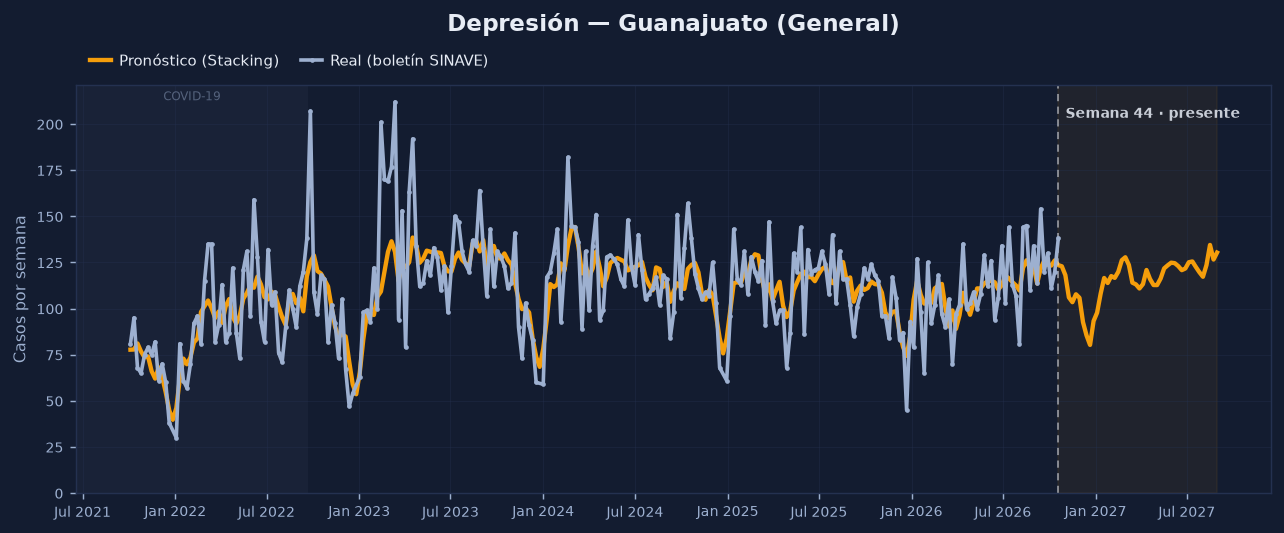 Depresión — Guanajuato (General)
Pronóstico (Stacking)
Real (boletín SINAVE)
COVID-19
Semana 44 · presente
Casos por semana
200
175
150
125
100
75
50
25
0
Jul 2021
Jan 2022
Jul 2022
Jan 2023
Jul 2023
Jan 2024
Jul 2024
Jan 2025
Jul 2025
Jan 2026
Jul 2026
Jan 2027
Jul 2027